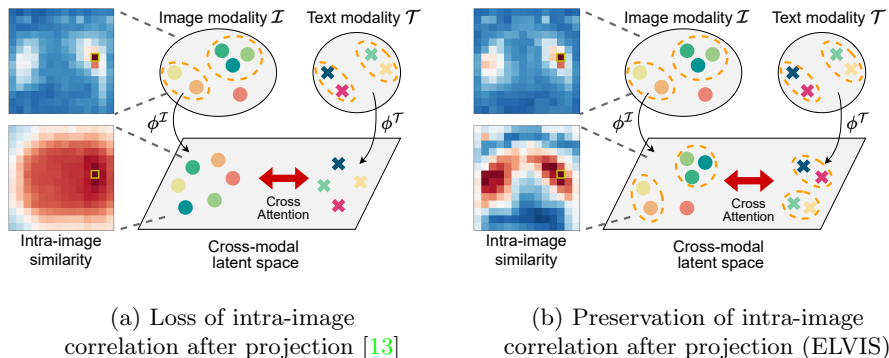 Image modality 𝓘
Text modality 𝓣
ϕ^𝓘
ϕ^𝓣
Cross
Attention
Intra-image
similarity
Cross-modal
latent space
(a) Loss of intra-image
correlation after projection [13]
Image modality 𝓘
Text modality 𝓣
ϕ^𝓘
ϕ^𝓣
Cross
Attention
Intra-image
similarity
Cross-modal
latent space
(b) Preservation of intra-image
correlation after projection (ELVIS)